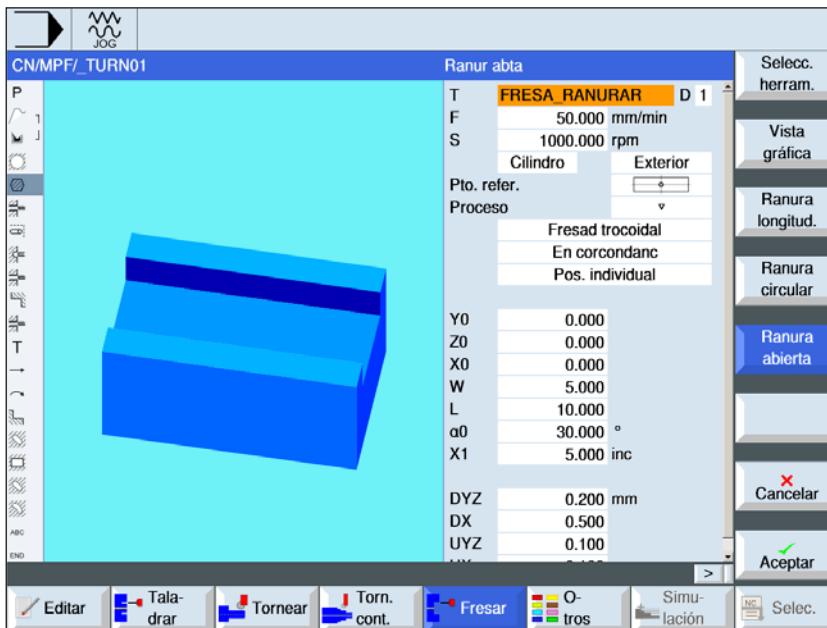 JOG
CN/MPF/_TURN01
Ranur abta
P
T FRESA_RANURAR D 1
F 50.000 mm/min
S 1000.000 rpm
Cilindro Exterior
Pto. refer.
Proceso
Fresad trocoidal
En corcondanc
Pos. individual
Y0 0.000
Z0 0.000
X0 0.000
W 5.000
L 10.000
α0 30.000 °
X1 5.000 inc
DYZ 0.200 mm
DX 0.500
UYZ 0.100
T
ABC
END
Selecc.
herram.
Vista
gráfica
Ranura
longitud.
Ranura
circular
Ranura
abierta
Cancelar
Aceptar
>
Editar
Tala-
drar
Tornear
Torn.
cont.
Fresar
O-
tros
Simu-
lación
NC
Selec.